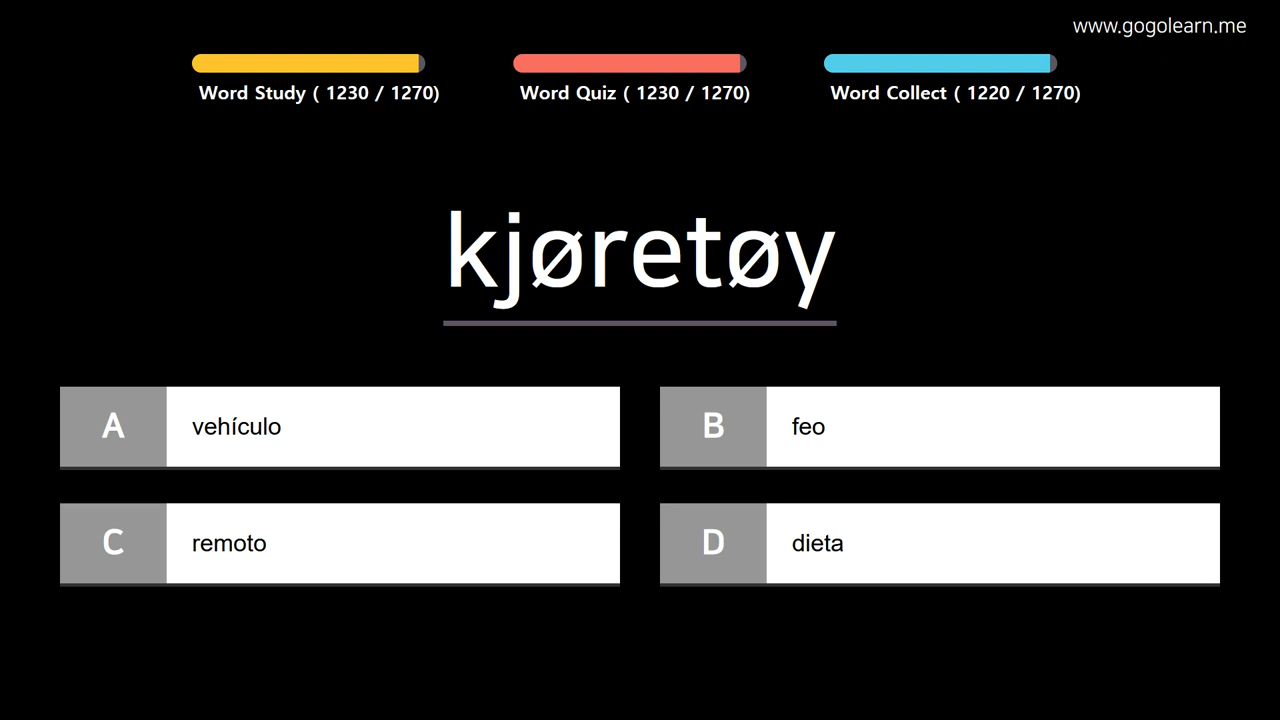 www.gogolearn.me
Word Study ( 1230 / 1270)
Word Quiz ( 1230 / 1270)
Word Collect ( 1220 / 1270)
kjøretøy
A vehículo
B feo
C remoto
D dieta